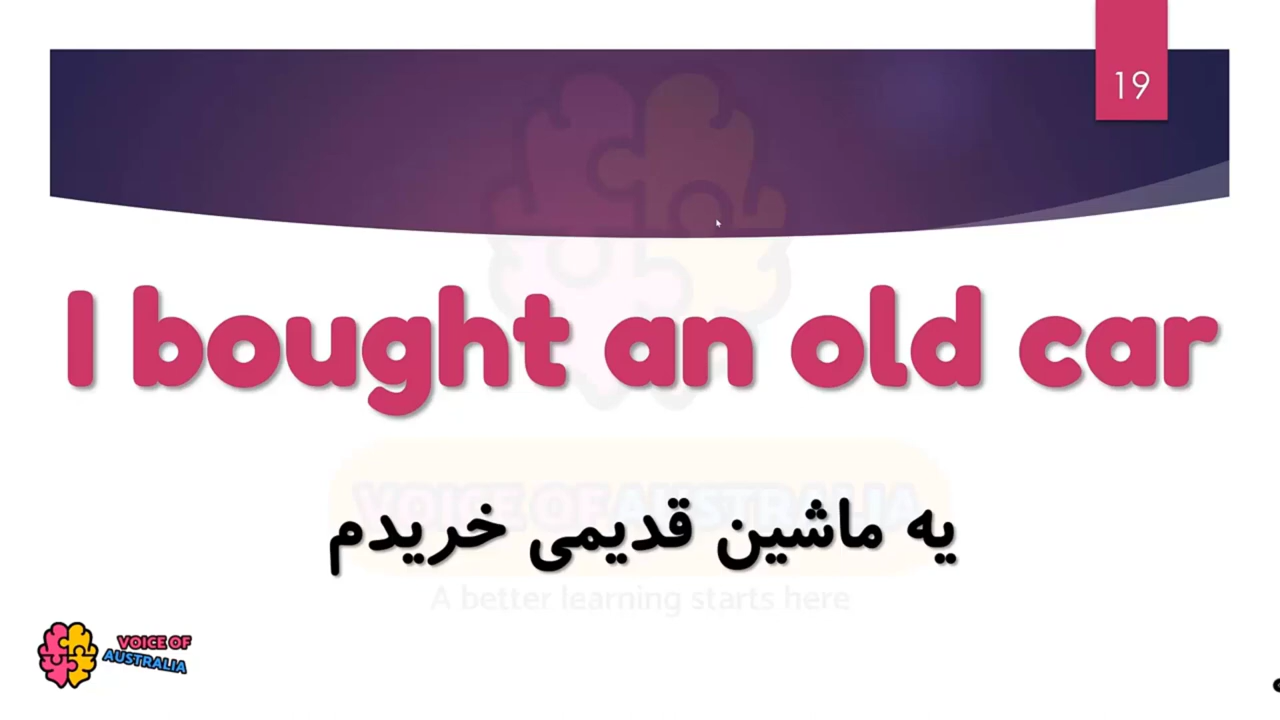 19
I bought an old car
یه ماشین قدیمی خریدم
VOICE OF AUSTRALIA
A better learning starts here
VOICE OF
AUSTRALIA